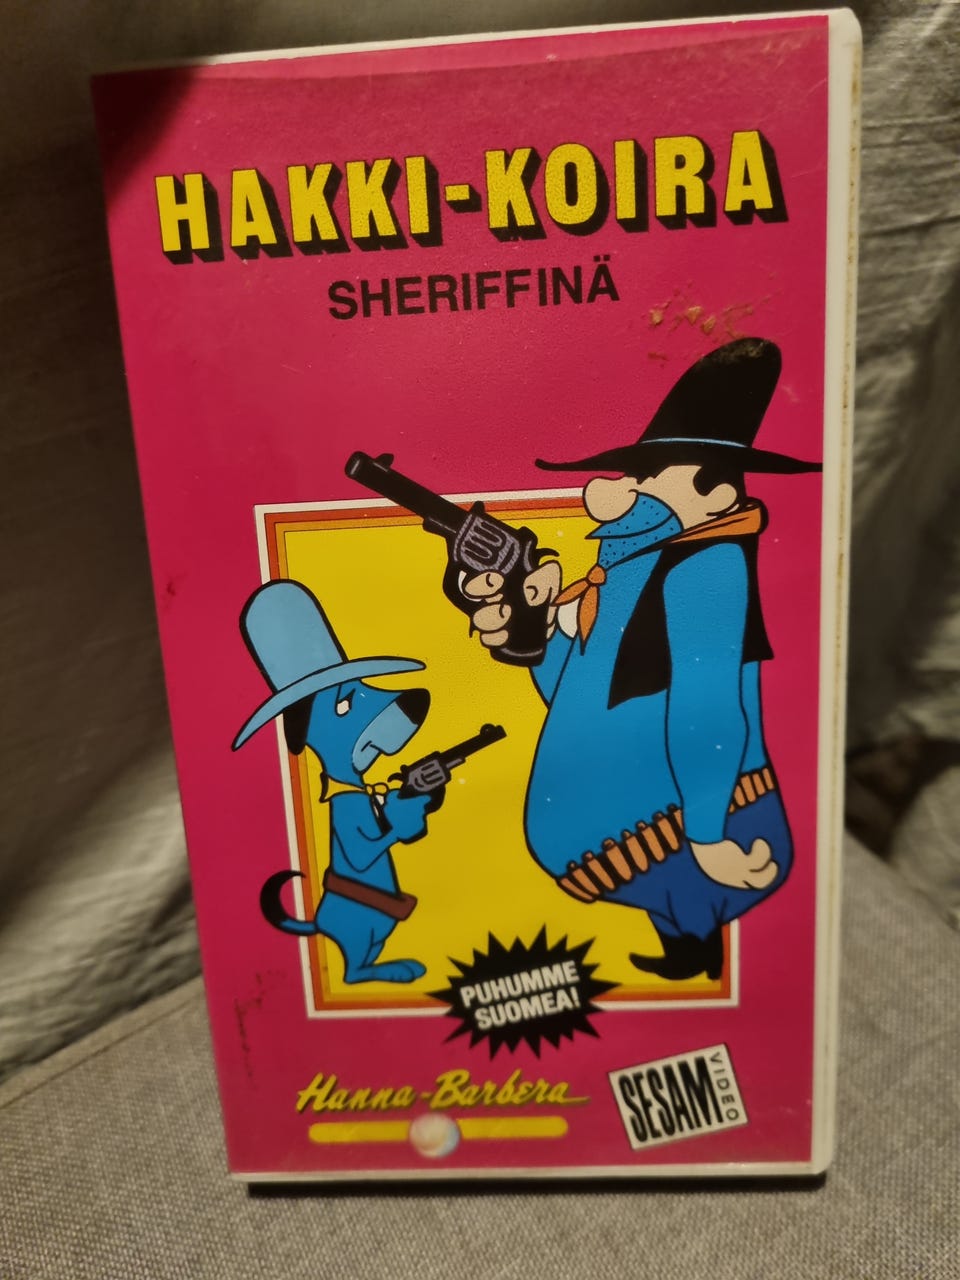 HAKKI-KOIRA
SHERIFFINÄ
PUHUMME
SUOMEA!
Hanna-Barbera
SESAM
VIDEO